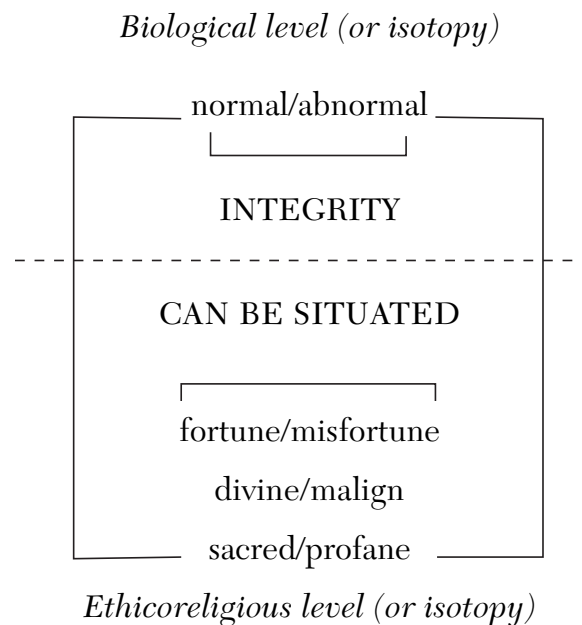 Biological level (or isotopy)
normal/abnormal
INTEGRITY
CAN BE SITUATED
fortune/misfortune
divine/malign
sacred/profane
Ethicoreligious level (or isotopy)